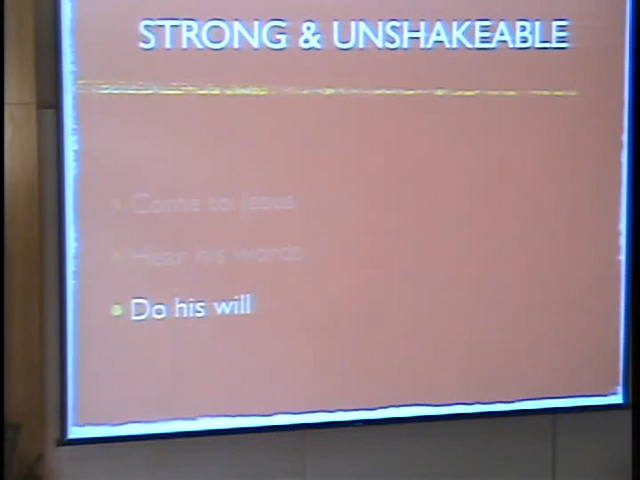 STRONG & UNSHAKEABLE
• Come to Jesus
• Hear his words
• Do his will